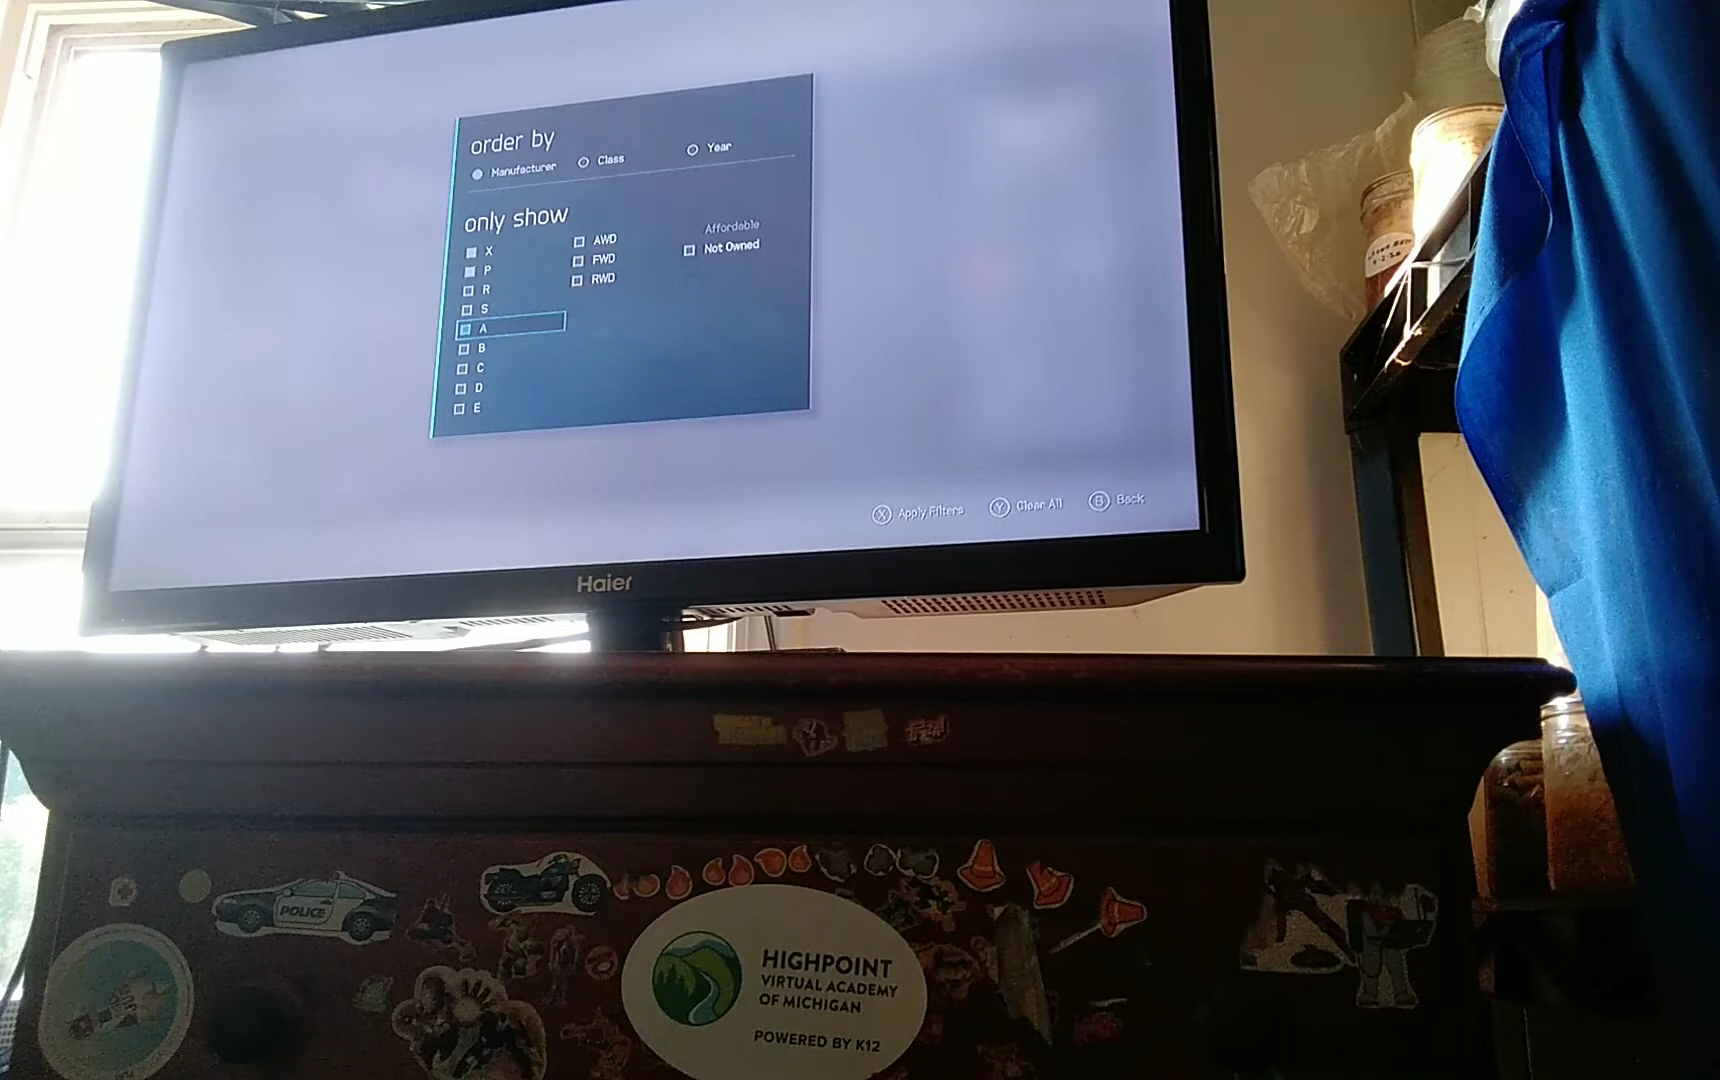 order by
Manufacturer Class Year
only show
X AWD Affordable
P FWD Not Owned
R RWD
S
A
B
C
D
E
X Apply Filters Y Clear All B Back
Haier
POLICE
HIGHPOINT
VIRTUAL ACADEMY
OF MICHIGAN
POWERED BY K12